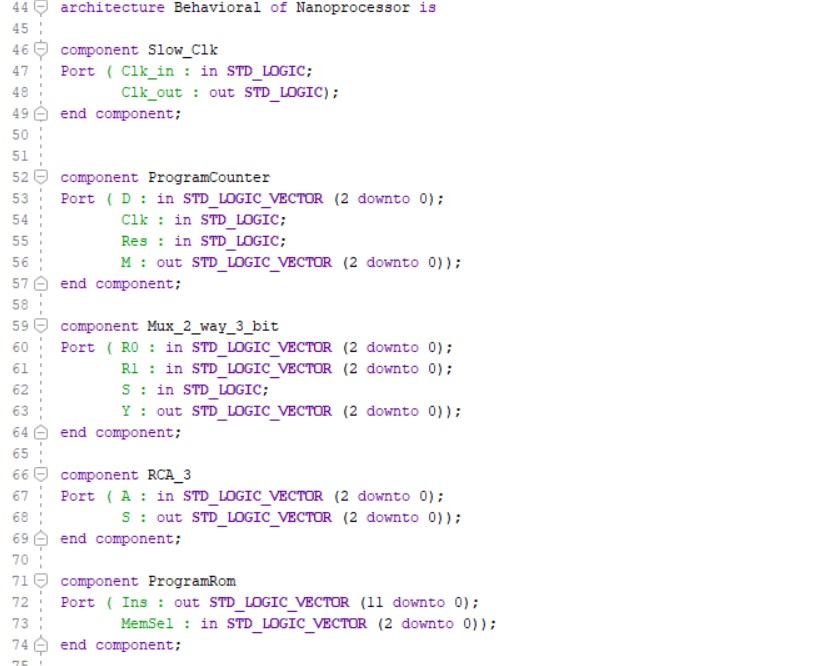 44 architecture Behavioral of Nanoprocessor is
45
46 component Slow_Clk
47 Port ( Clk_in : in STD_LOGIC;
48 Clk_out : out STD_LOGIC);
49 end component;
50
51
52 component ProgramCounter
53 Port ( D : in STD_LOGIC_VECTOR (2 downto 0);
54 Clk : in STD_LOGIC;
55 Res : in STD_LOGIC;
56 M : out STD_LOGIC_VECTOR (2 downto 0));
57 end component;
58
59 component Mux_2_way_3_bit
60 Port ( R0 : in STD_LOGIC_VECTOR (2 downto 0);
61 R1 : in STD_LOGIC_VECTOR (2 downto 0);
62 S : in STD_LOGIC;
63 Y : out STD_LOGIC_VECTOR (2 downto 0));
64 end component;
65
66 component RCA_3
67 Port ( A : in STD_LOGIC_VECTOR (2 downto 0);
68 S : out STD_LOGIC_VECTOR (2 downto 0));
69 end component;
70
71 component ProgramRom
72 Port ( Ins : out STD_LOGIC_VECTOR (11 downto 0);
73 MemSel : in STD_LOGIC_VECTOR (2 downto 0));
74 end component;
75